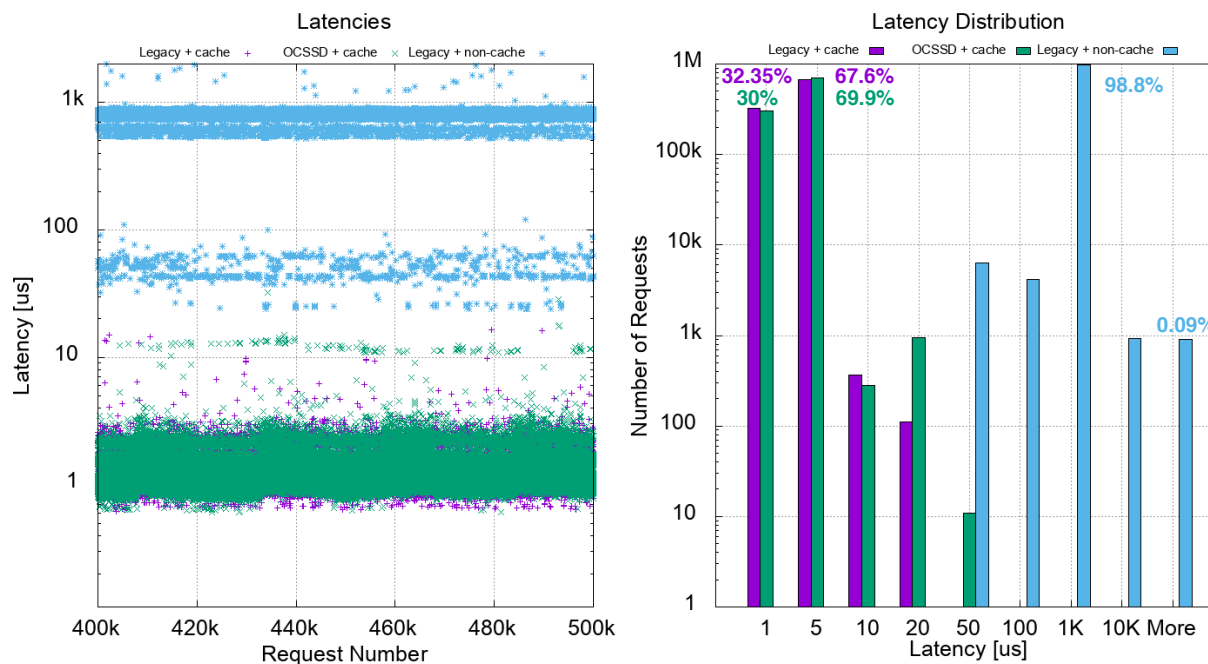 Latencies
Legacy + cache OCSSD + cache Legacy + non-cache
1k
100
10
1
Latency [us]
400k 420k 440k 460k 480k 500k
Request Number
Latency Distribution
Legacy + cache OCSSD + cache Legacy + non-cache
1M
100k
10k
1k
100
10
1
Number of Requests
32.35% 67.6% 98.8%
30% 69.9%
0.09%
1 5 10 20 50 100 1K 10K More
Latency [us]